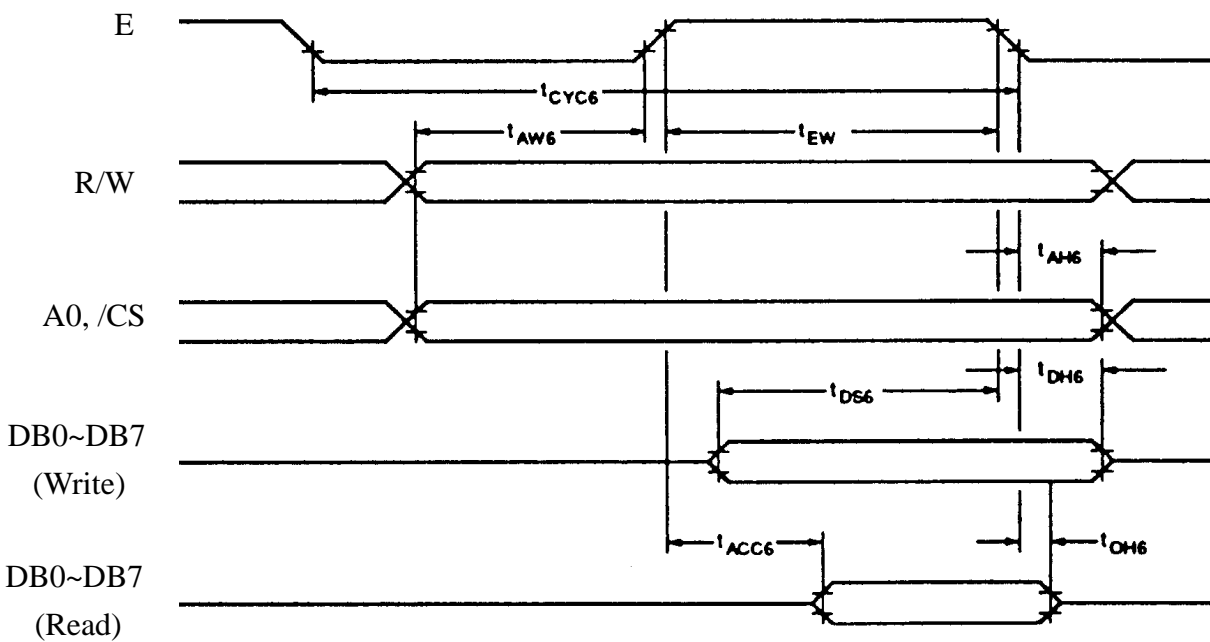 E
tCYC6
tAW6
tEW
R/W
tAH6
A0, /CS
tDH6
tDS6
DB0~DB7
(Write)
tACC6
tOH6
DB0~DB7
(Read)